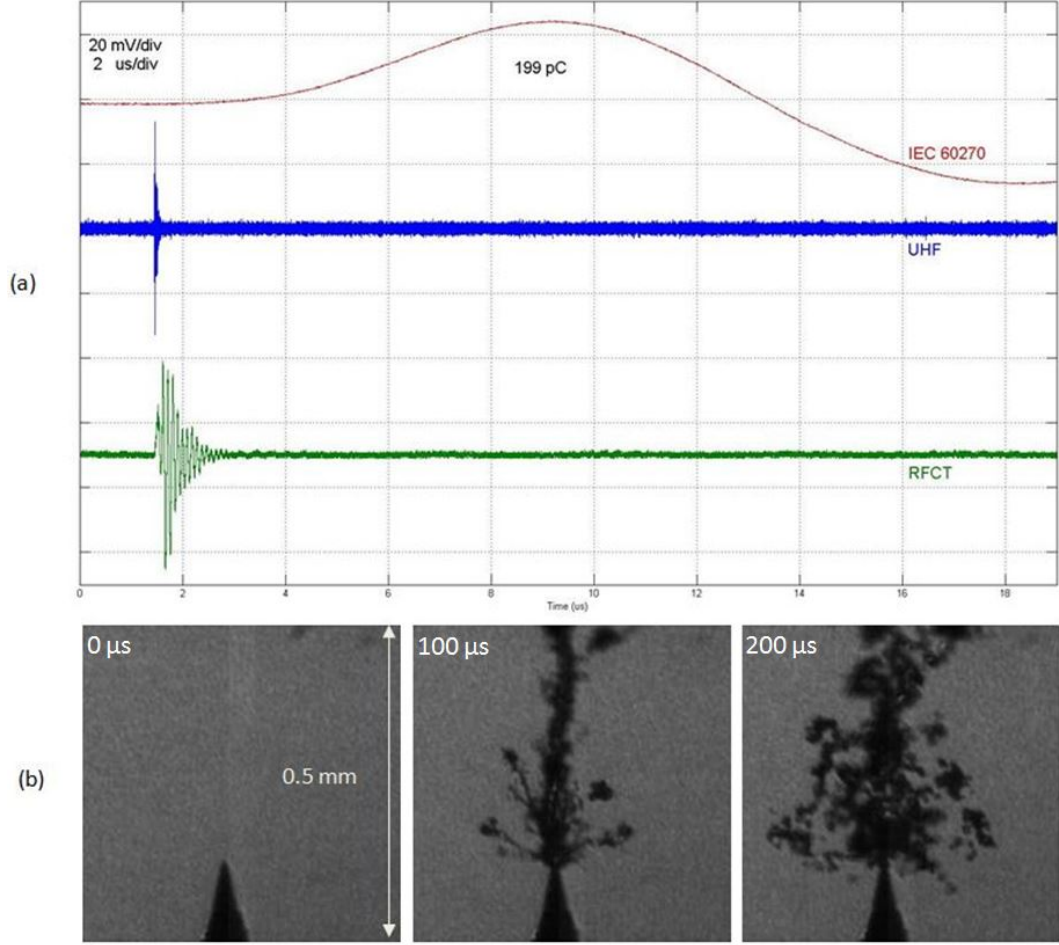 20 mV/div
2 us/div
199 pC
IEC 60270
UHF
(a)
RFCT
0 2 4 6 8 10 12 14 16 18
Time (us)
0 µs
100 µs
200 µs
0.5 mm
(b)